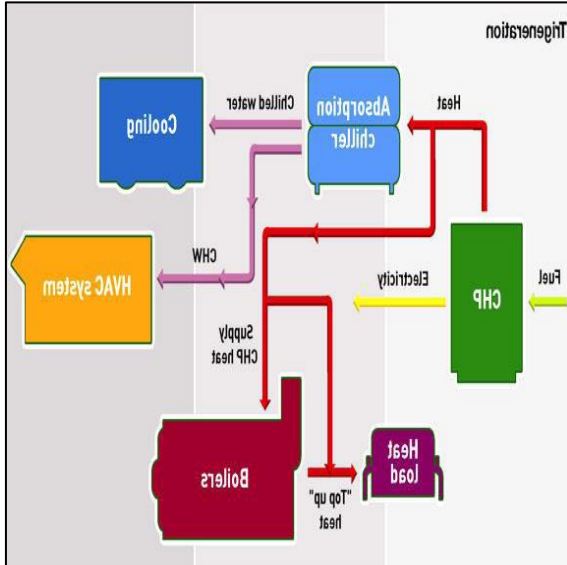 Trigeneration
Fuel
CHP
Heat
Electricity
Absorption
chiller
Chilled water
Cooling
CHW
HVAC system
Supply
CHP heat
Boilers
"Top up"
heat
Heat
load